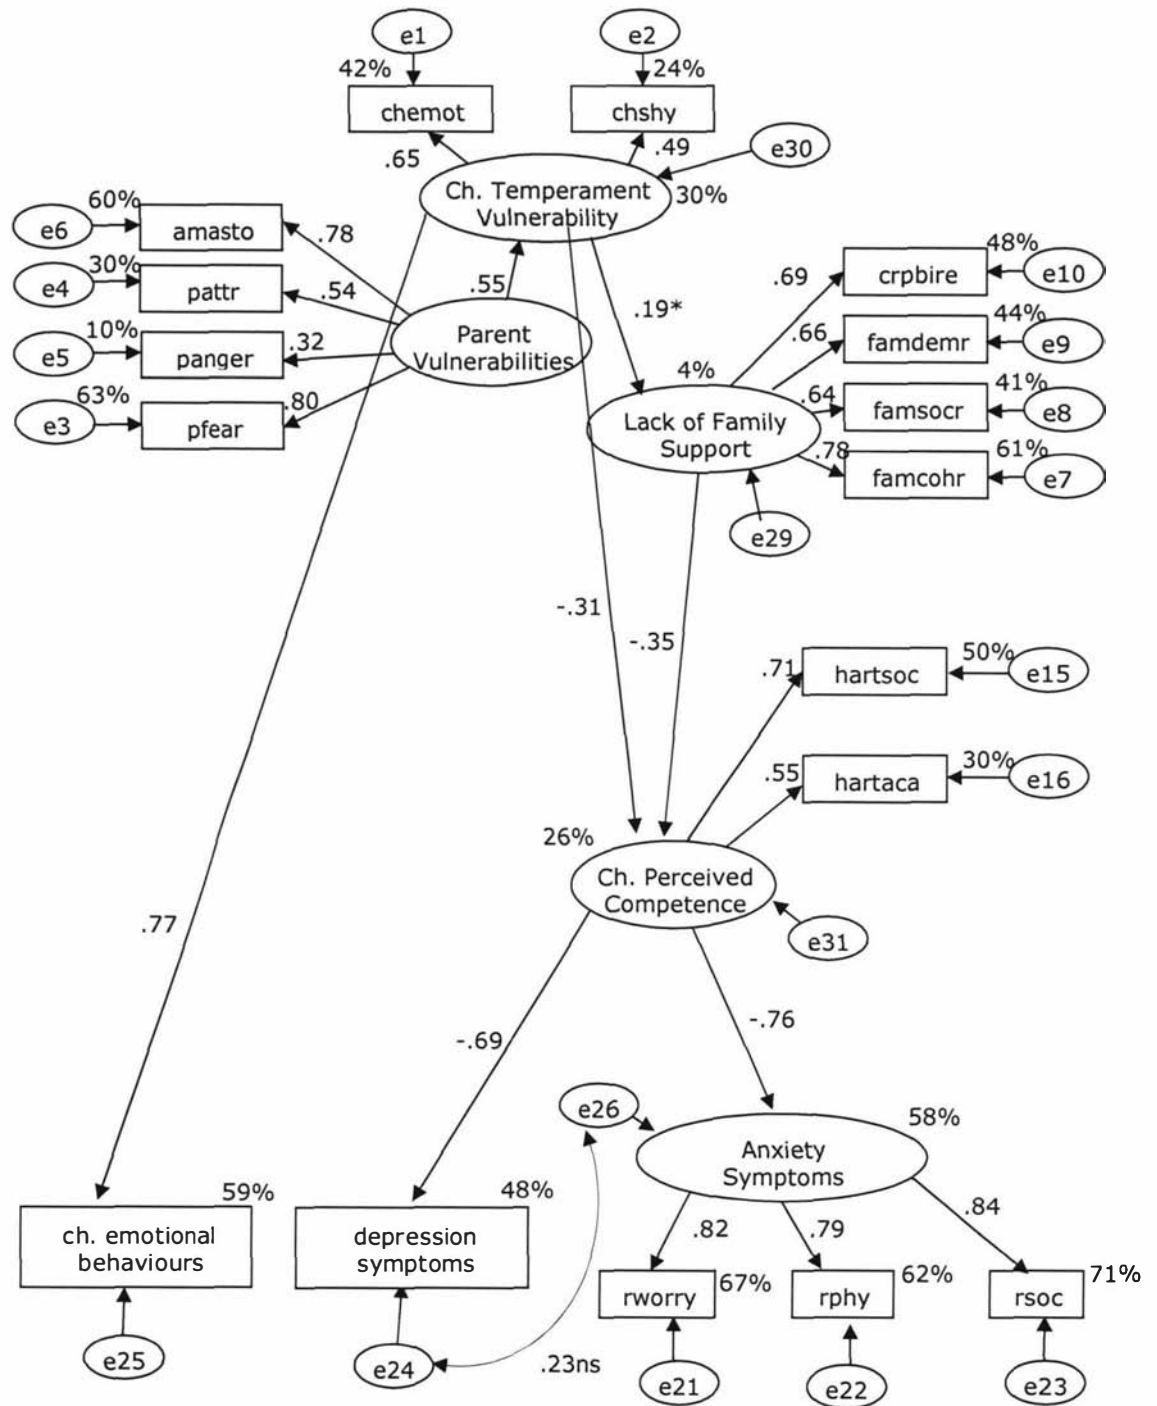 e1
e2
42%
24%
chemot
chshy
.65
.49
e30
Ch. Temperament
Vulnerability
30%
60%
e6
amasto
.78
30%
e4
pattr
.54
10%
e5
panger
.32
63%
e3
pfear
.80
.55
Parent
Vulnerabilities
.19*
4%
Lack of Family
Support
e29
.69
crpbire
48%
e10
.66
famdemr
44%
e9
.64
famsocr
41%
e8
.78
famcohr
61%
e7
-.31
-.35
.71
hartsoc
50%
e15
.55
hartaca
30%
e16
26%
Ch. Perceived
Competence
e31
.77
-.69
-.76
e26
58%
Anxiety
Symptoms
59%
ch. emotional
behaviours
e25
48%
depression
symptoms
e24
.23ns
.82
.79
.84
rworry
67%
rphy
62%
rsoc
71%
e21
e22
e23